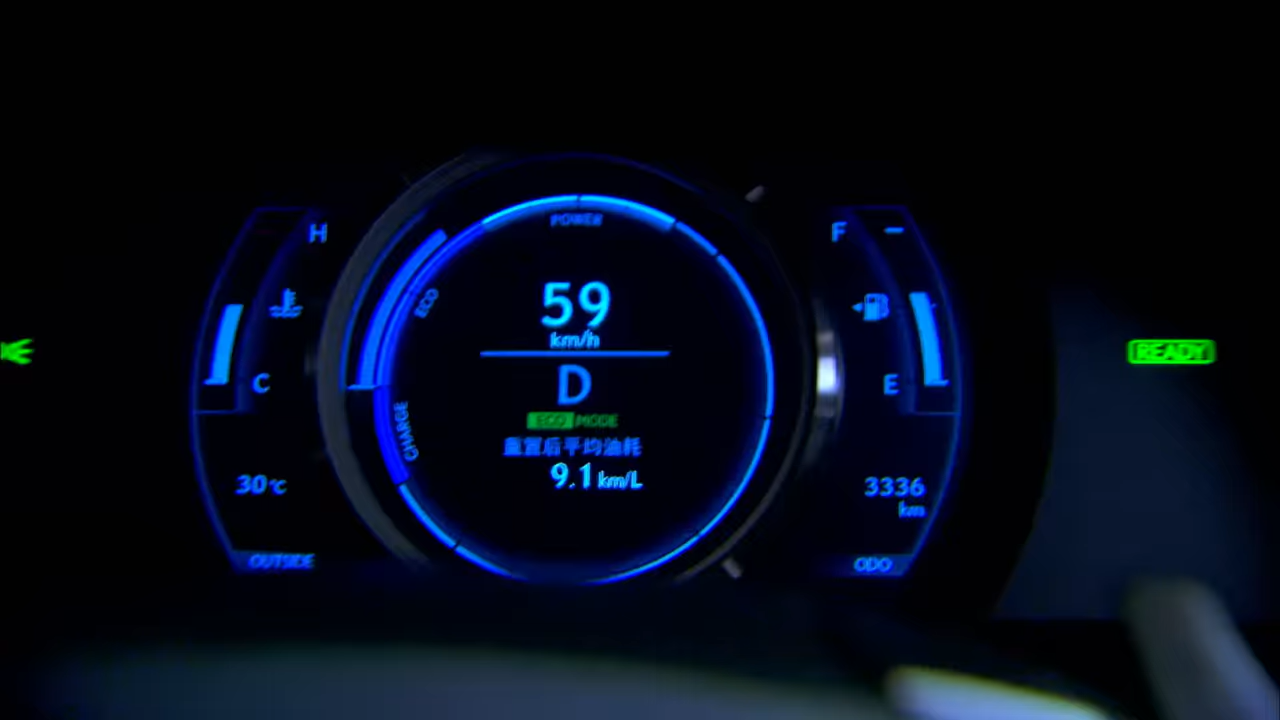 H
C
30℃
OUTSIDE
POWER
ECO
CHARGE
59
km/h
D
ECO MODE
重置后平均油耗
9.1 km/L
F
E
3336
km
ODO
READY